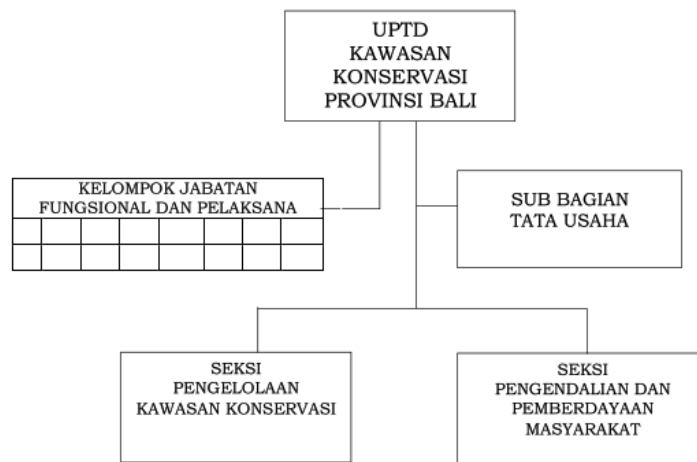 UPTD
KAWASAN
KONSERVASI
PROVINSI BALI
KELOMPOK JABATAN
FUNGSIONAL DAN PELAKSANA
SUB BAGIAN
TATA USAHA
SEKSI
PENGELOLAAN
KAWASAN KONSERVASI
SEKSI
PENGENDALIAN DAN
PEMBERDAYAAN
MASYARAKAT